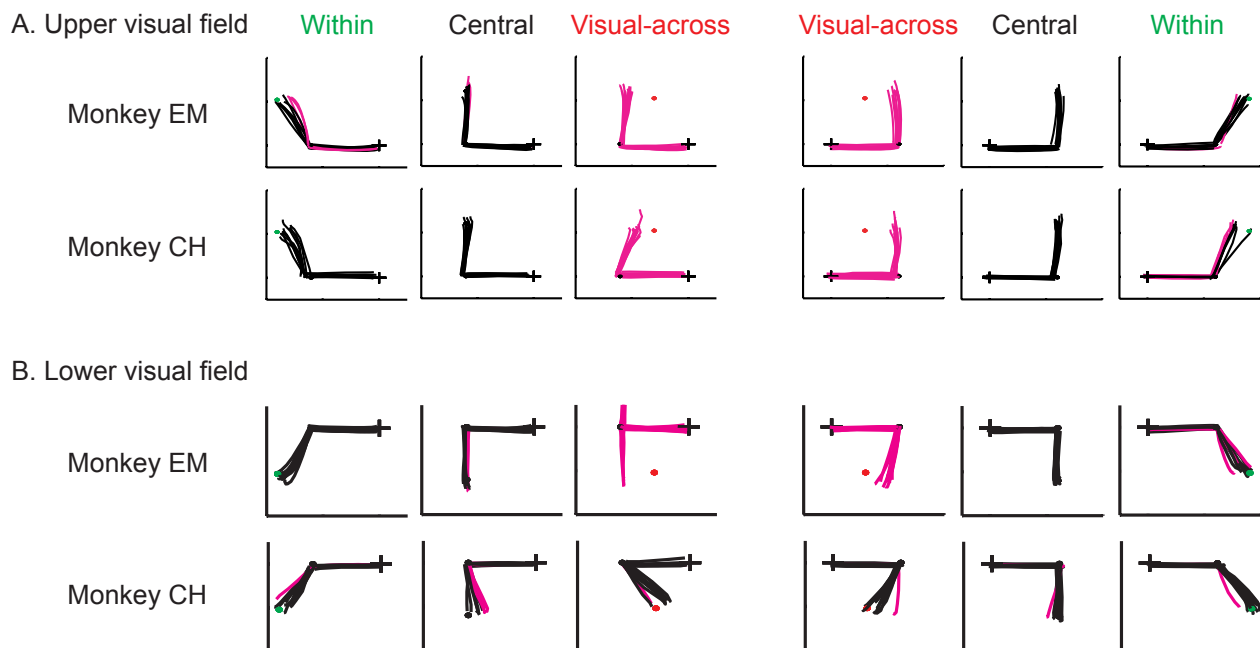 A. Upper visual field Within Central Visual-across Visual-across Central Within
Monkey EM
Monkey CH
B. Lower visual field
Monkey EM
Monkey CH